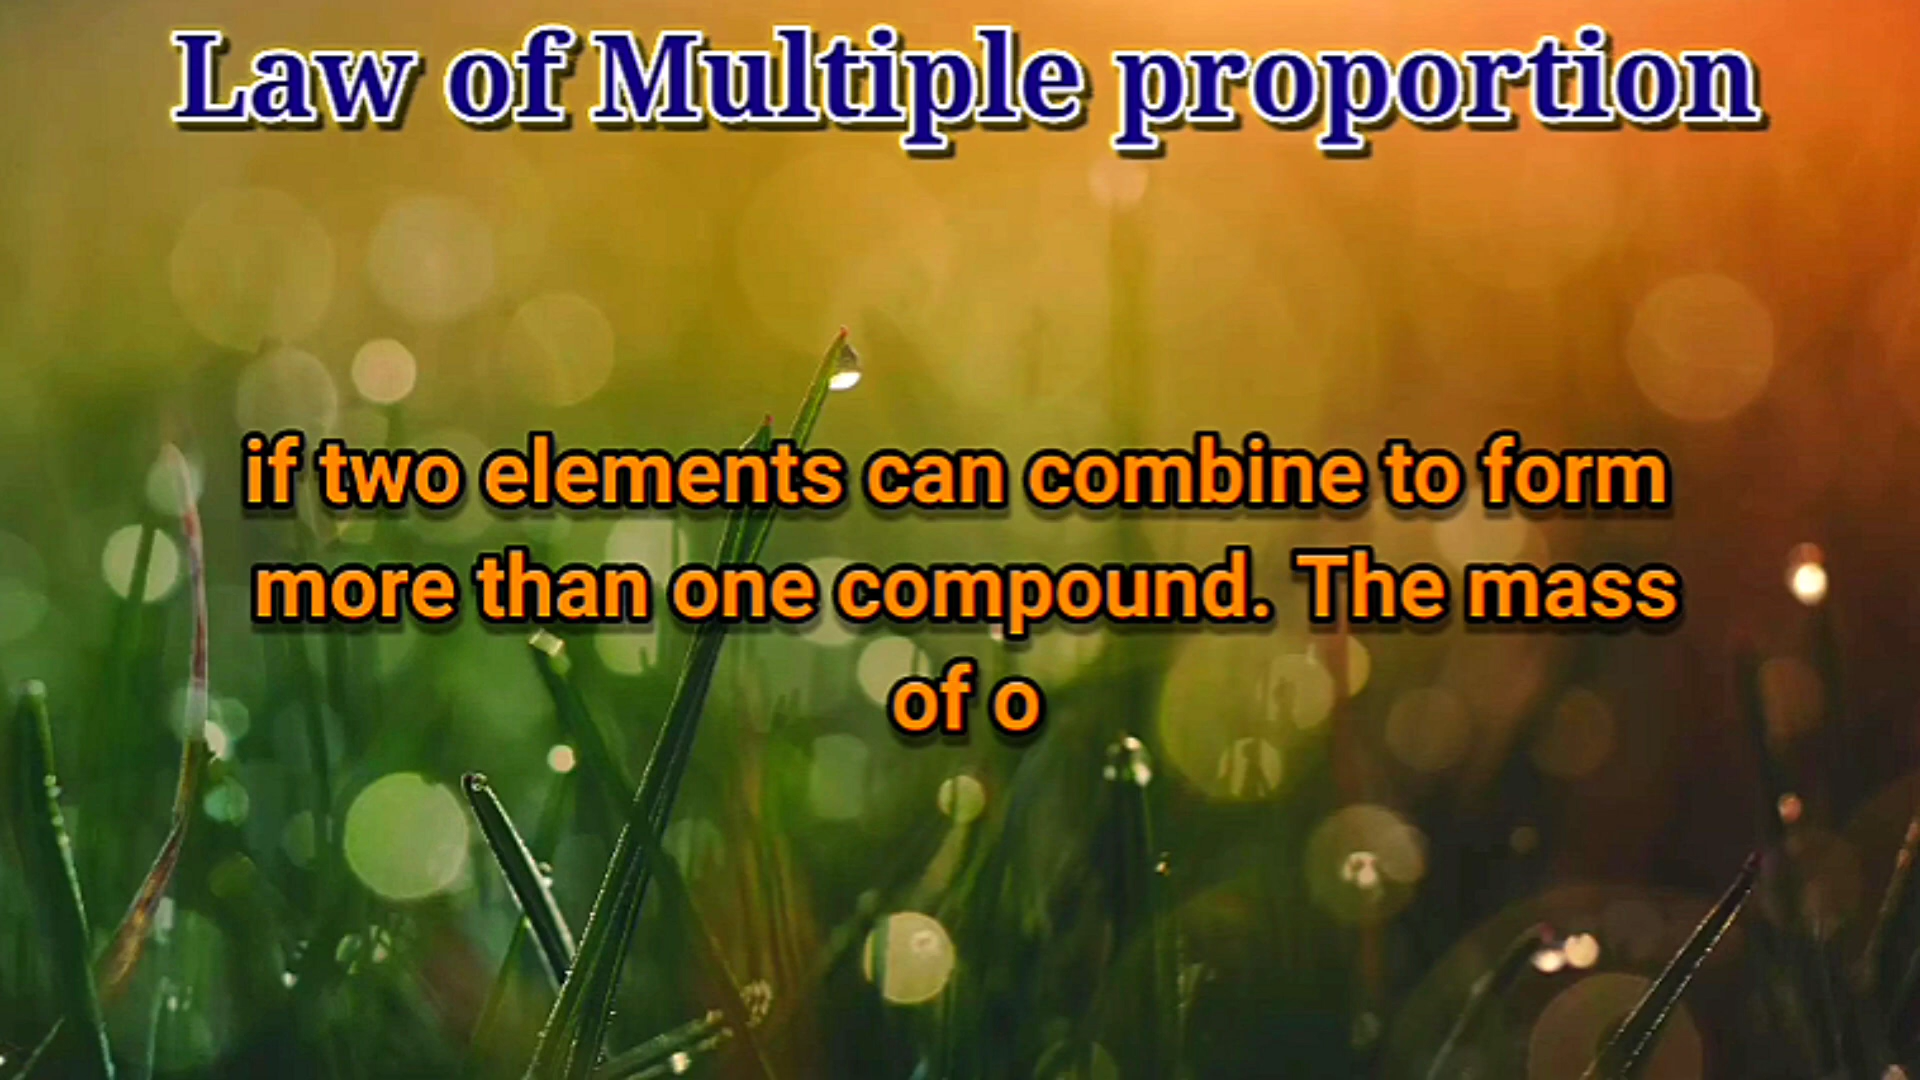 Law of Multiple proportion
if two elements can combine to form
more than one compound. The mass
of o